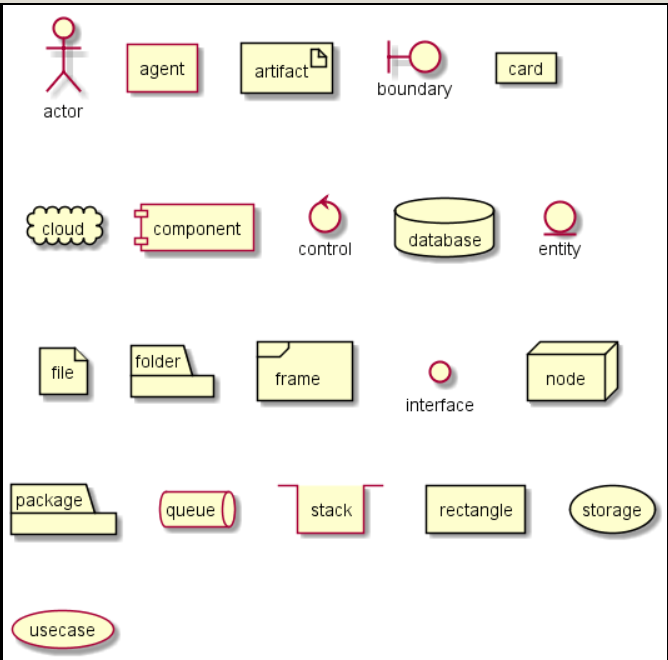 actor
agent
artifact
boundary
card
cloud
component
control
database
entity
file
folder
frame
interface
node
package
queue
stack
rectangle
storage
usecase